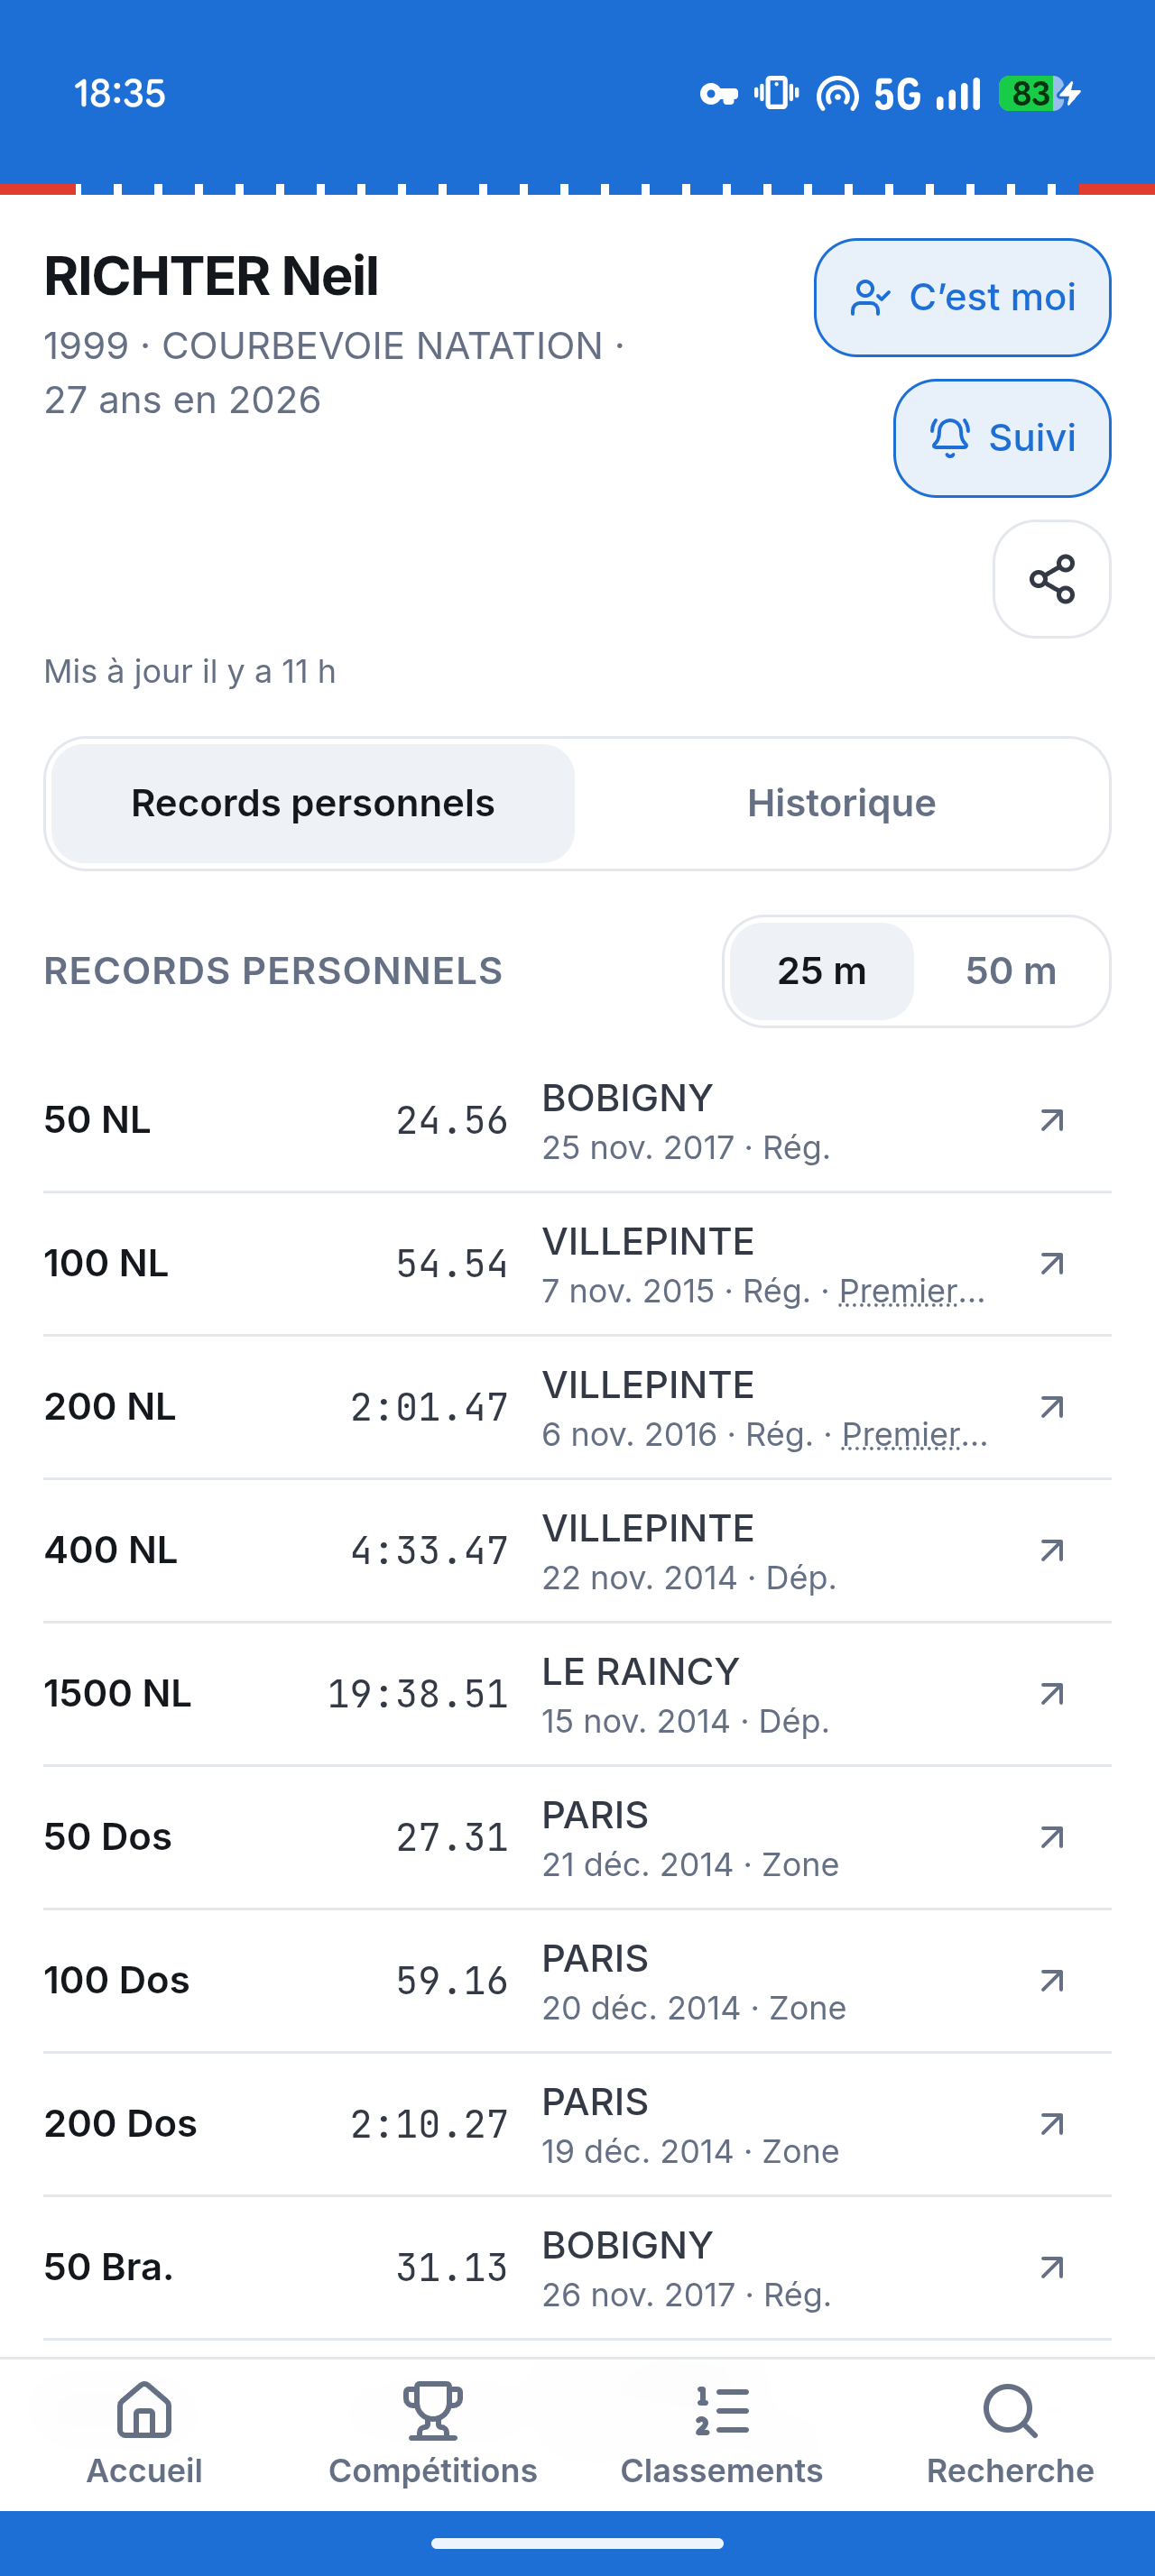 18:35
5G
83
RICHTER Neil
C’est moi
1999 · COURBEVOIE NATATION ·
27 ans en 2026
Suivi
Mis à jour il y a 11 h
Records personnels
Historique
RECORDS PERSONNELS
25 m
50 m
50 NL
24.56
BOBIGNY
25 nov. 2017 · Rég.
100 NL
54.54
VILLEPINTE
7 nov. 2015 · Rég. · Premier...
200 NL
2:01.47
VILLEPINTE
6 nov. 2016 · Rég. · Premier...
400 NL
4:33.47
VILLEPINTE
22 nov. 2014 · Dép.
1500 NL
19:38.51
LE RAINCY
15 nov. 2014 · Dép.
50 Dos
27.31
PARIS
21 déc. 2014 · Zone
100 Dos
59.16
PARIS
20 déc. 2014 · Zone
200 Dos
2:10.27
PARIS
19 déc. 2014 · Zone
50 Bra.
31.13
BOBIGNY
26 nov. 2017 · Rég.
Accueil
Compétitions
Classements
Recherche